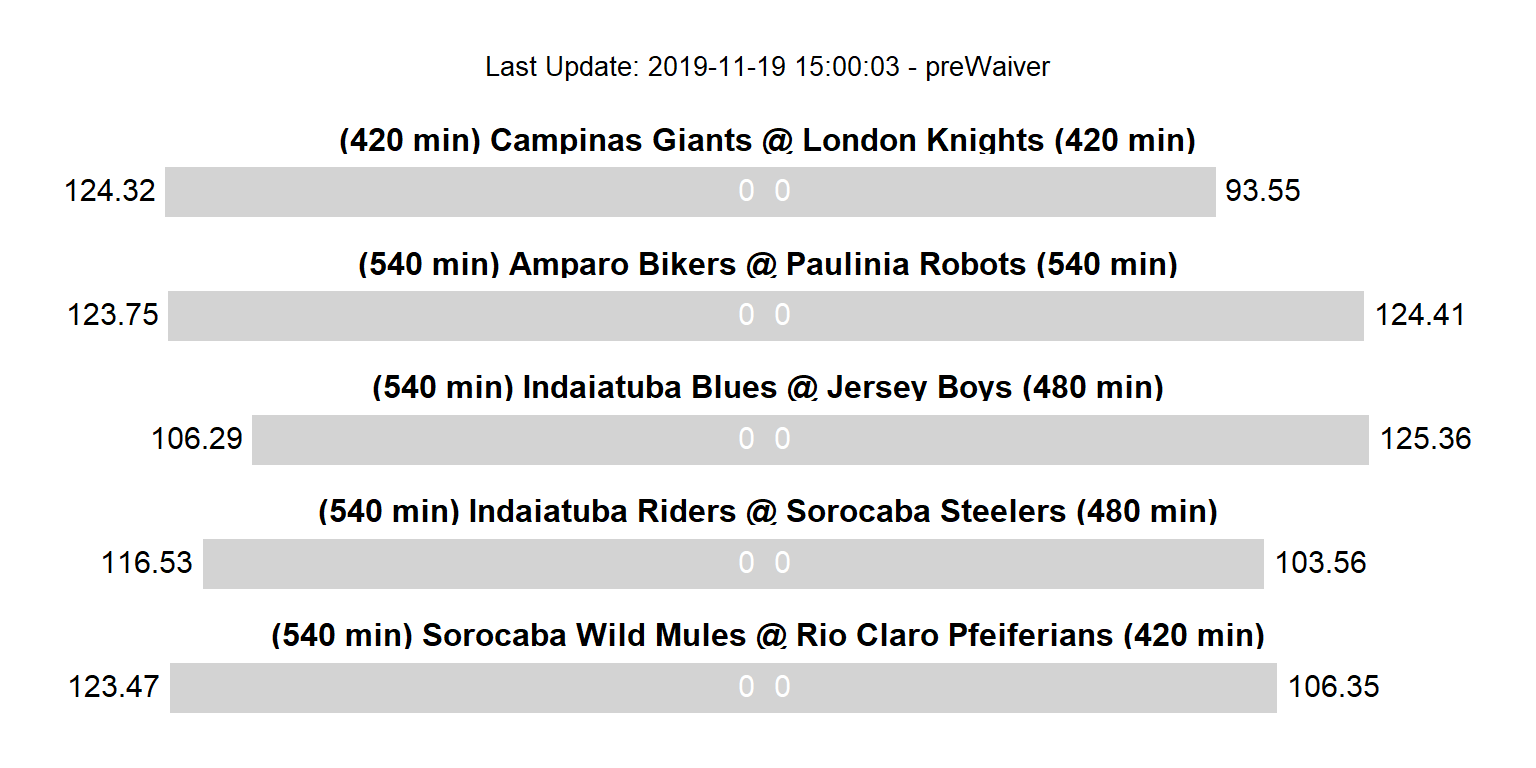 Last Update: 2019-11-19 15:00:03 - preWaiver
(420 min) Campinas Giants @ London Knights (420 min)
124.32 0 0 93.55
(540 min) Amparo Bikers @ Paulinia Robots (540 min)
123.75 0 0 124.41
(540 min) Indaiatuba Blues @ Jersey Boys (480 min)
106.29 0 0 125.36
(540 min) Indaiatuba Riders @ Sorocaba Steelers (480 min)
116.53 0 0 103.56
(540 min) Sorocaba Wild Mules @ Rio Claro Pfeiferians (420 min)
123.47 0 0 106.35